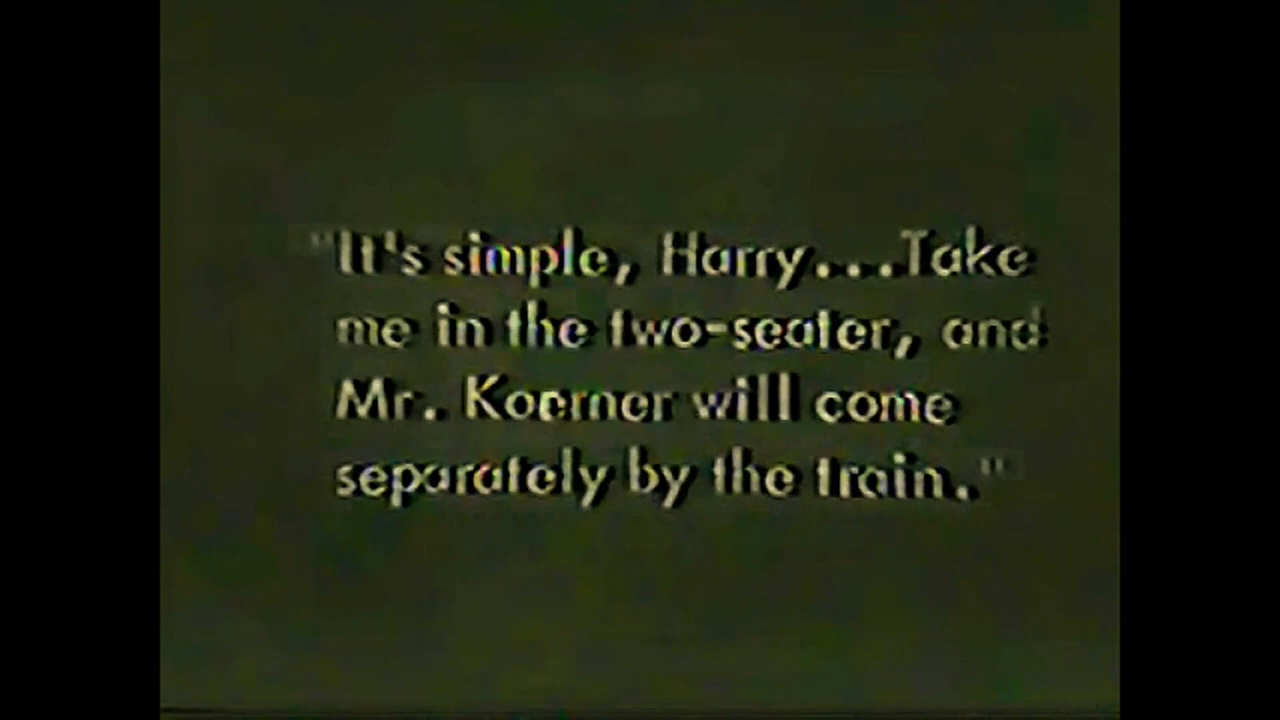 "It's simple, Harry...Take
me in the two-seater, and
Mr. Koerner will come
separately by the train."